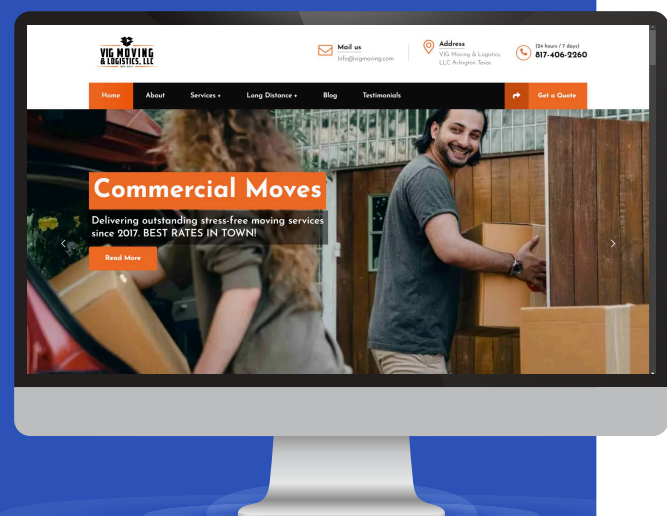 VIG MOVING
& LOGISTICS, LLC
Mail us
Info@vigmoving.com
Address
VIG Moving & Logistics,
LLC Arlington Texas
(24 hours / 7 days)
817-406-2260
Home About Services + Long Distance + Blog Testimonials Get a Quote
Commercial Moves
Delivering outstanding stress-free moving services
since 2017. BEST RATES IN TOWN!
Read More